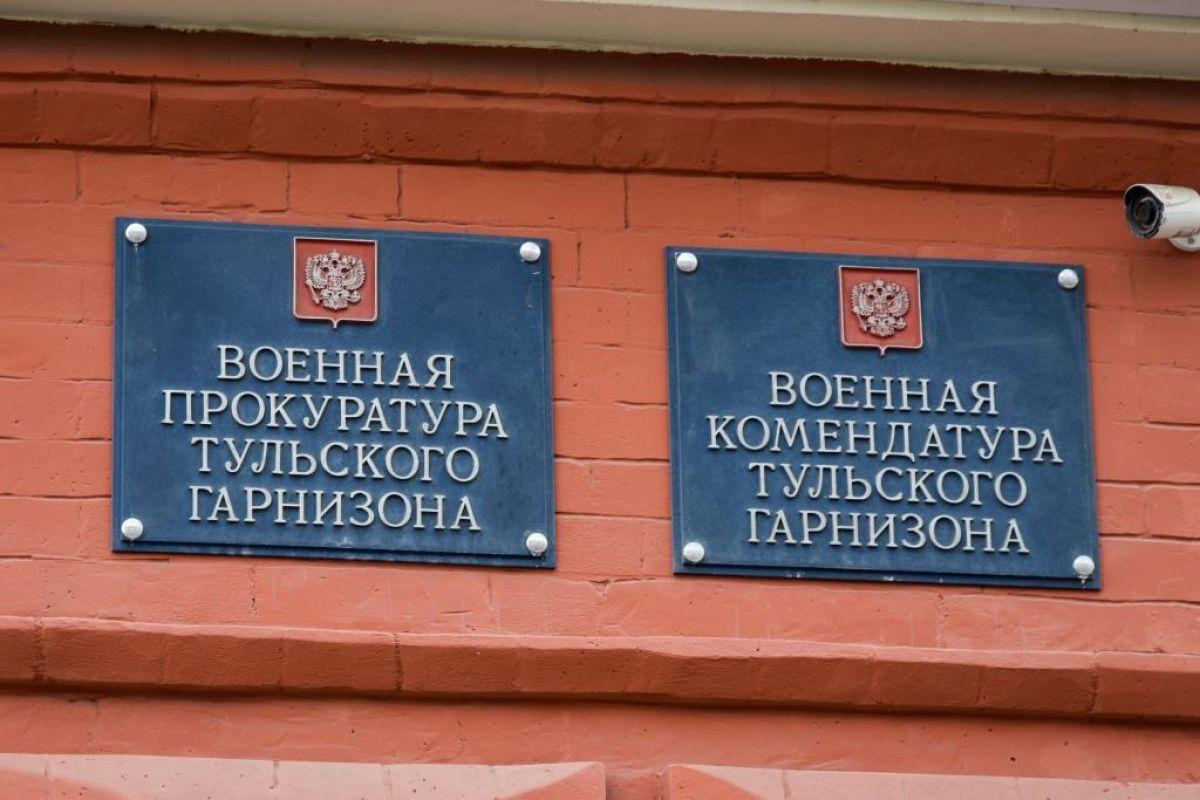 ВОЕННАЯ
ПРОКУРАТУРА
ТУЛЬСКОГО
ГАРНИЗОНА
ВОЕННАЯ
КОМЕНДАТУРА
ТУЛЬСКОГО
ГАРНИЗОНА